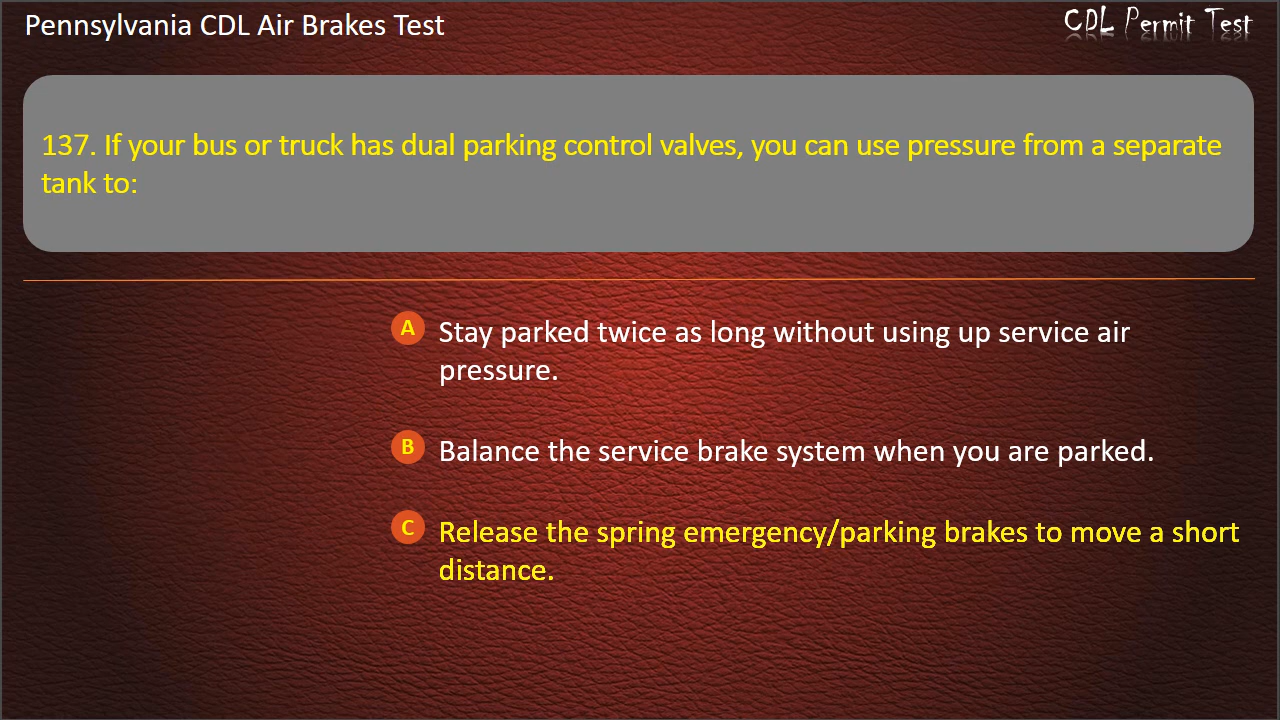 Pennsylvania CDL Air Brakes Test
CDL Permit Test
137. If your bus or truck has dual parking control valves, you can use pressure from a separate
tank to:
A Stay parked twice as long without using up service air
pressure.
B Balance the service brake system when you are parked.
C Release the spring emergency/parking brakes to move a short
distance.